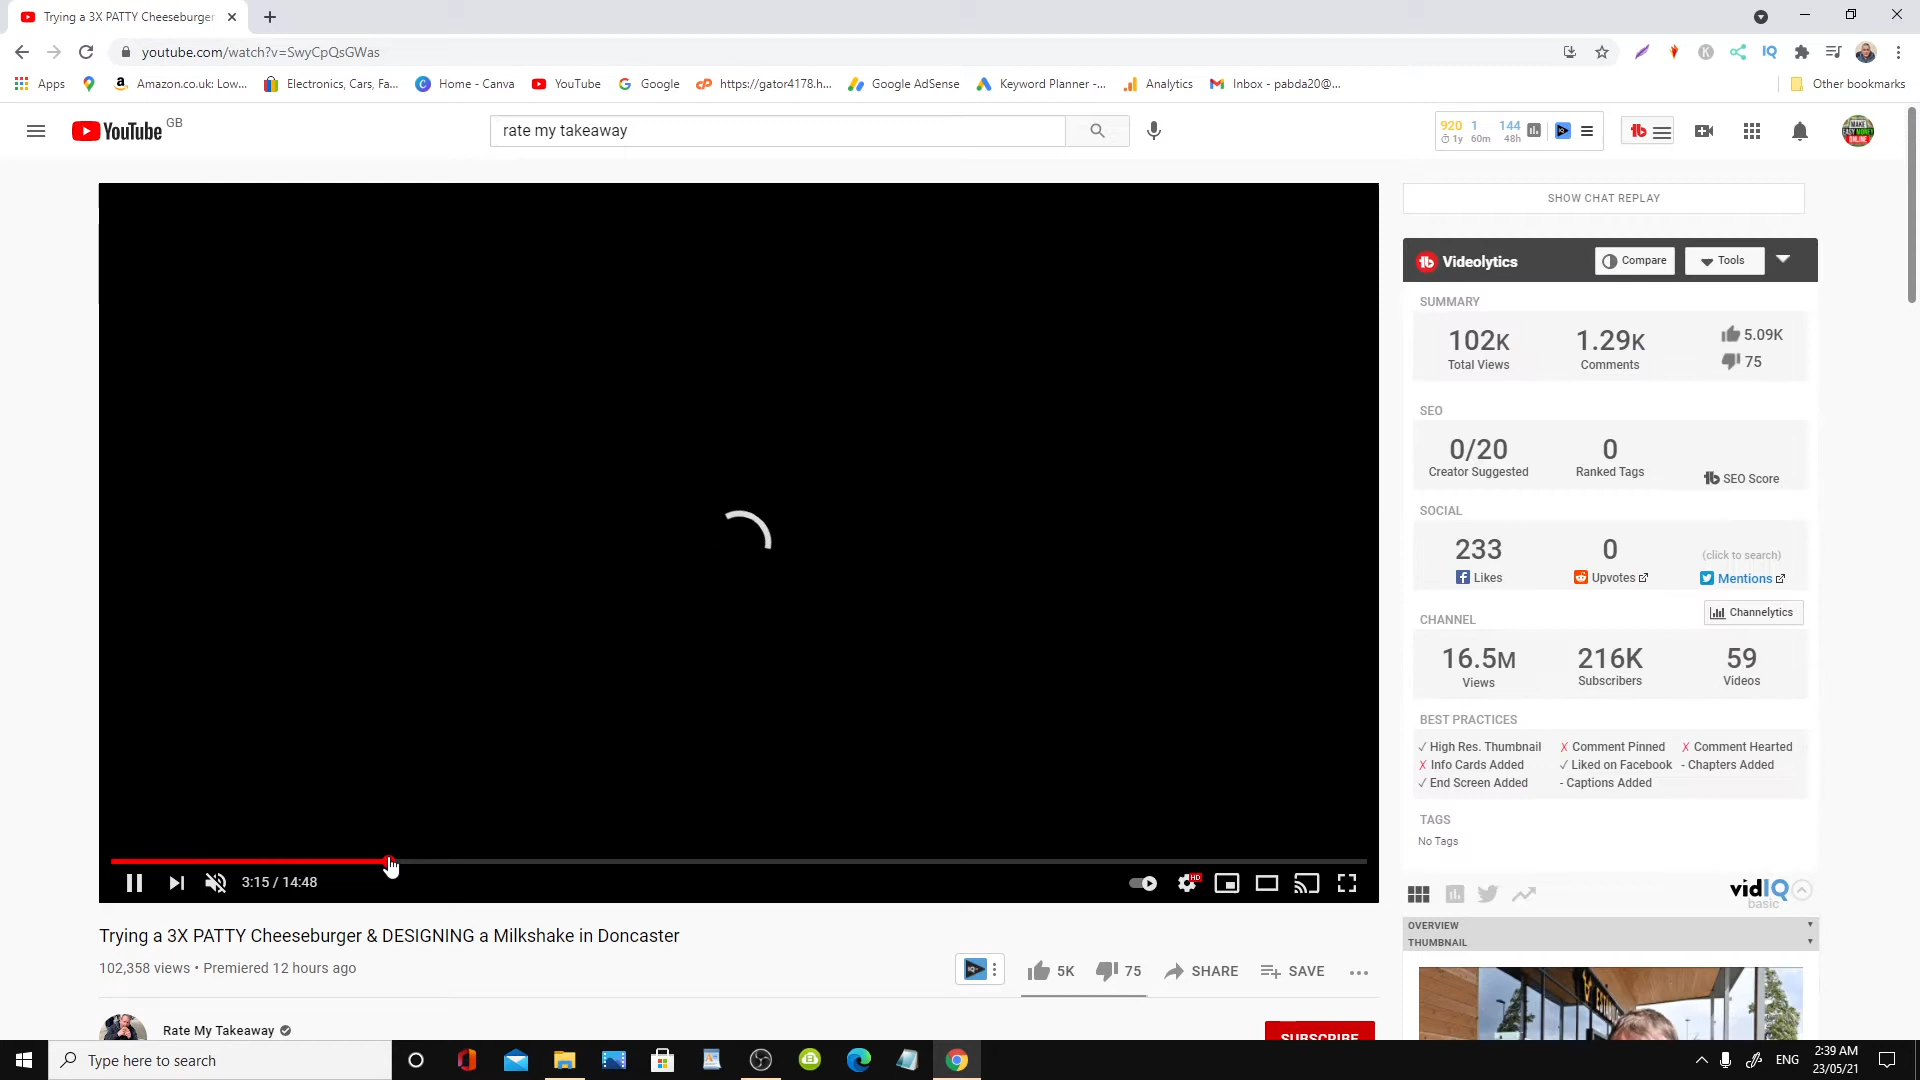 Trying a 3X PATTY Cheeseburger
youtube.com/watch?v=SwyCpQsGWas
Apps
Amazon.co.uk: Low...
Electronics, Cars, Fa...
Home - Canva
YouTube
Google
https://gator4178.h...
Google AdSense
Keyword Planner -...
Analytics
Inbox - pabda20@...
Other bookmarks
YouTube GB
rate my takeaway
920 1 144
1y 60m 48h
SHOW CHAT REPLAY
Videolytics
Compare
Tools
SUMMARY
102K 1.29K 5.09K
Total Views Comments 75
SEO
0/20 0
Creator Suggested Ranked Tags SEO Score
SOCIAL
233 0 (click to search)
Likes Upvotes Mentions
CHANNEL Channelytics
16.5M 216K 59
Views Subscribers Videos
BEST PRACTICES
✓ High Res. Thumbnail ✗ Comment Pinned ✗ Comment Hearted
✗ Info Cards Added ✓ Liked on Facebook - Chapters Added
✓ End Screen Added - Captions Added
TAGS
No Tags
vidIQ
basic
OVERVIEW
THUMBNAIL
3:15 / 14:48
HD
Trying a 3X PATTY Cheeseburger & DESIGNING a Milkshake in Doncaster
102,358 views • Premiered 12 hours ago
5K 75 SHARE SAVE
Rate My Takeaway
SUBSCRIBE
Type here to search
ENG
2:39 AM
23/05/21